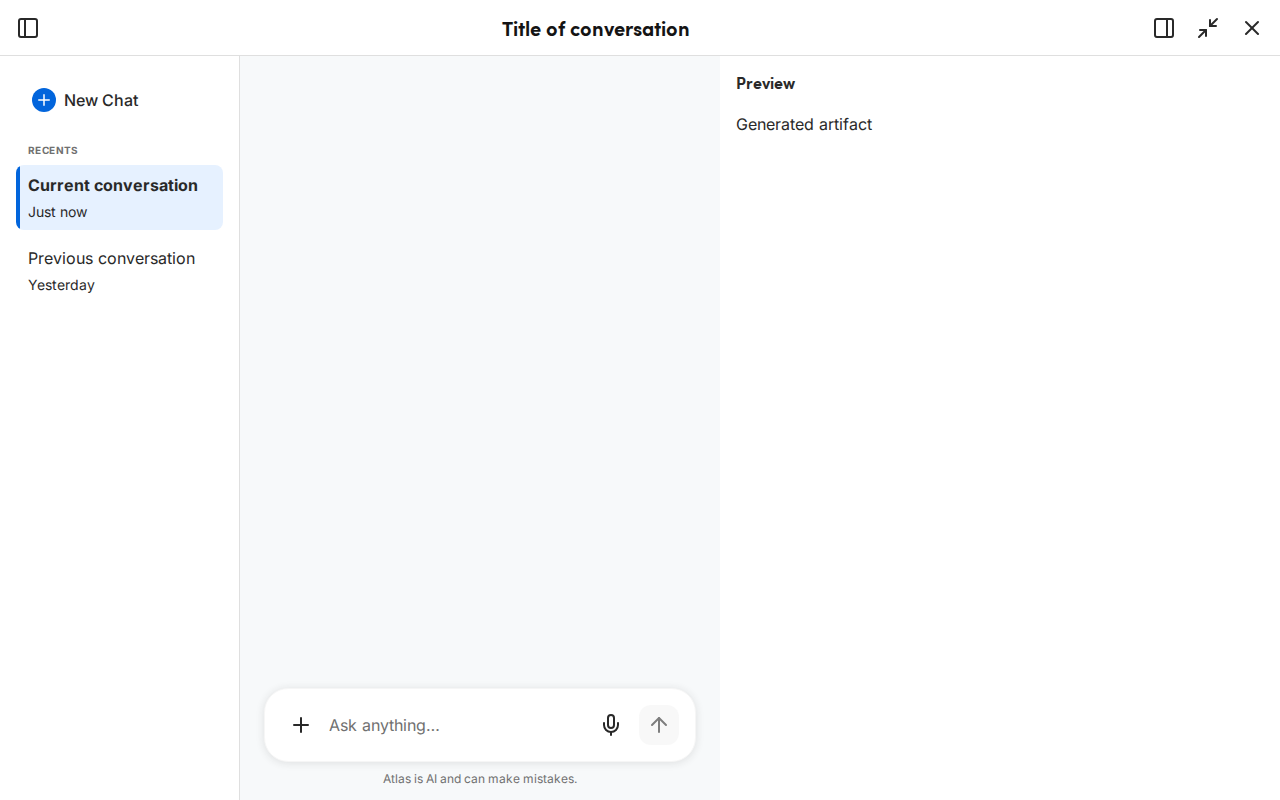 Title of conversation
New Chat
RECENTS
Current conversation
Just now
Previous conversation
Yesterday
Ask anything...
Atlas is AI and can make mistakes.
Preview
Generated artifact